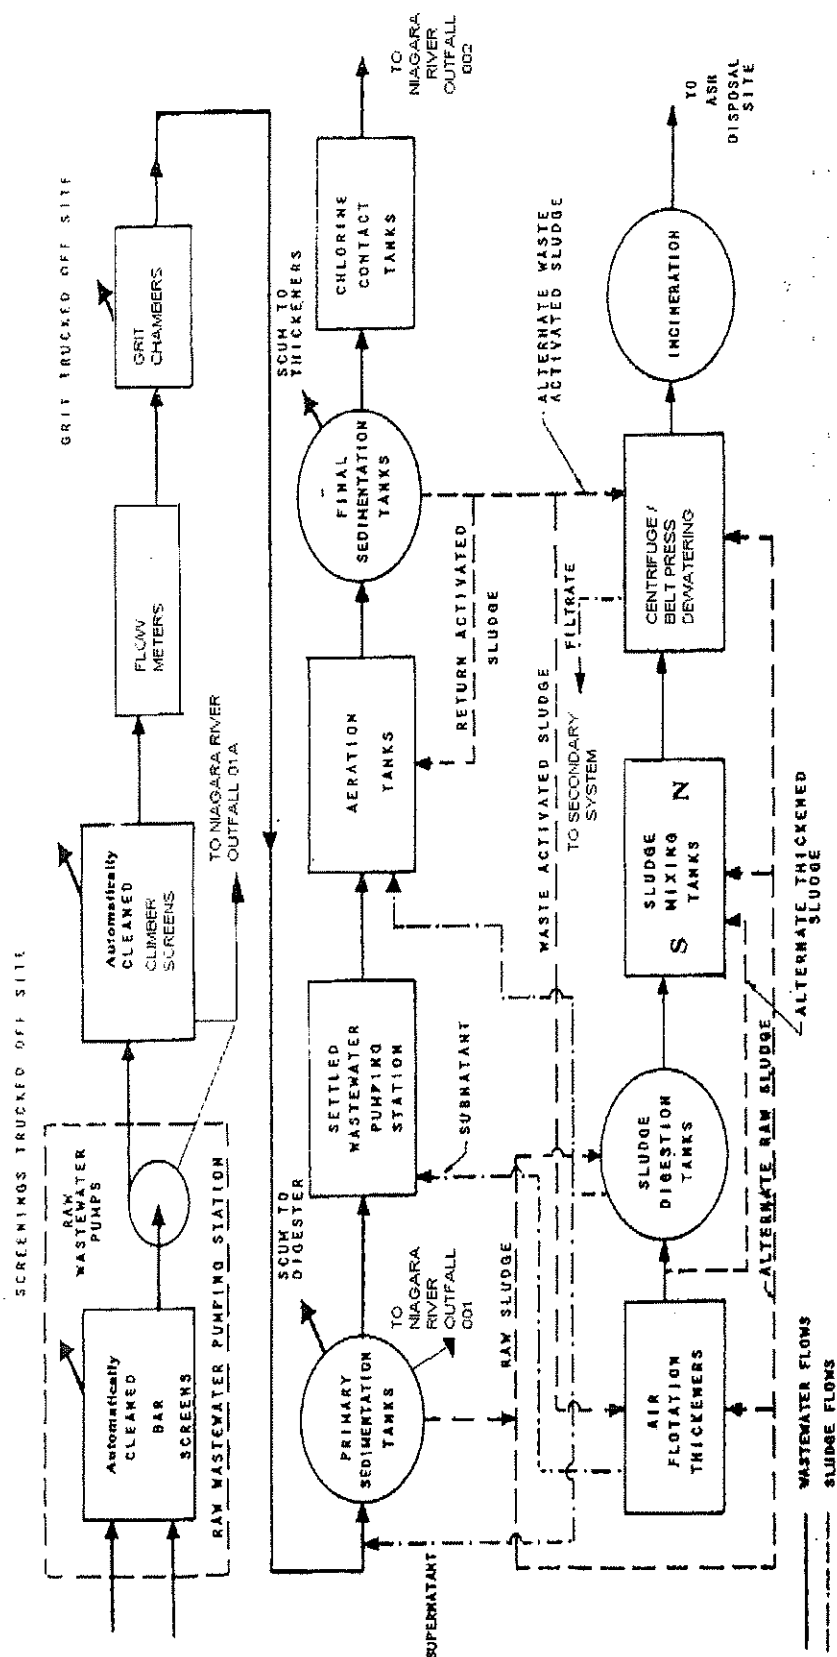 SCREENINGS TRUCKED OFF SITE
GRIT TRUCKED OFF SITE
Automatically
CLEANED
BAR
SCREENS
RAW
WASTEWATER
PUMPS
RAW WASTEWATER PUMPING STATION
Automatically
CLEANED
CLIMBER
SCREENS
TO NIAGARA RIVER
OUTFALL 01A
FLOW
METERS
GRIT
CHAMBERS
SUPERNATANT
PRIMARY
SEDIMENTATION
TANKS
SCUM TO
DIGESTER
TO
NIAGARA
RIVER
OUTFALL
001
SETTLED
WASTEWATER
PUMPING
STATION
SUBNATANT
AERATION
TANKS
RETURN ACTIVATED
SLUDGE
FINAL
SEDIMENTATION
TANKS
SCUM TO
THICKENERS
CHLORINE
CONTACT
TANKS
TO
NIAGARA
RIVER
OUTFALL
002
RAW SLUDGE
WASTE ACTIVATED SLUDGE
TO SECONDARY
SYSTEM
FILTRATE
ALTERNATE WASTE
ACTIVATED SLUDGE
AIR
FLOTATION
THICKENERS
SLUDGE
DIGESTION
TANKS
SLUDGE
MIXING
TANKS
S
N
CENTRIFUGE /
BELT PRESS
DEWATERING
INCINERATION
TO
ASH
DISPOSAL
SITE
ALTERNATE RAW SLUDGE
ALTERNATE THICKENED
SLUDGE
WASTEWATER FLOWS
SLUDGE FLOWS